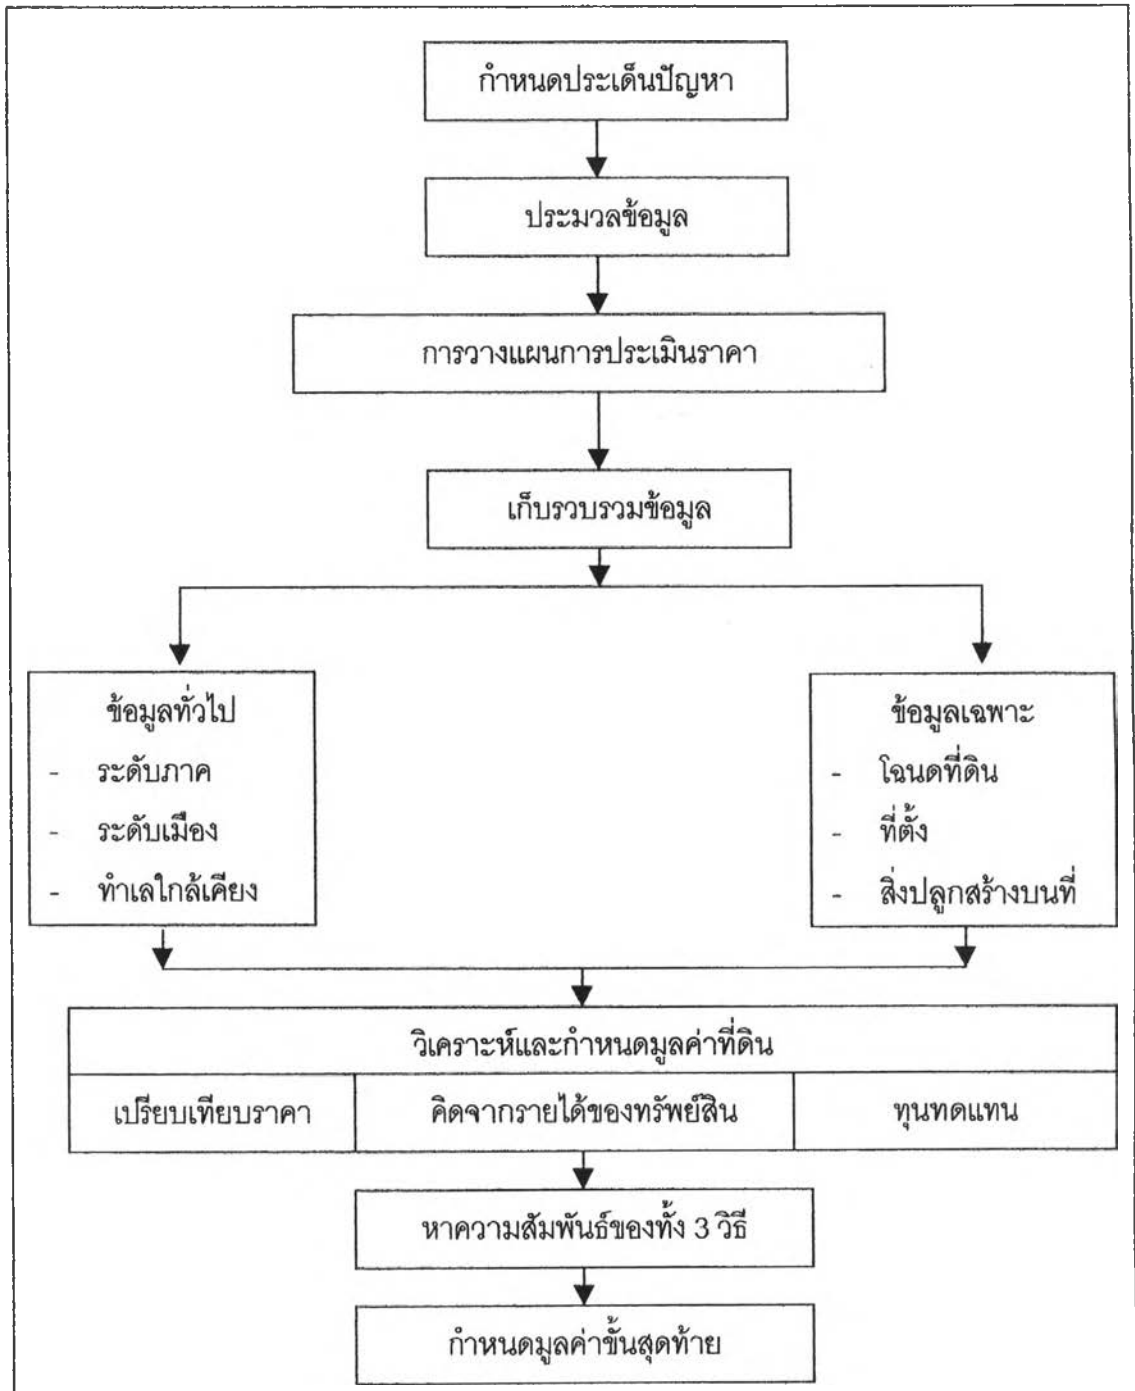 กำหนดประเด็นปัญหา
ประมวลข้อมูล
การวางแผนการประเมินราคา
เก็บรวบรวมข้อมูล
ข้อมูลทั่วไป
- ระดับภาค
- ระดับเมือง
- ทำเลใกล้เคียง
ข้อมูลเฉพาะ
- โฉนดที่ดิน
- ที่ตั้ง
- สิ่งปลูกสร้างบนที่
วิเคราะห์และกำหนดมูลค่าที่ดิน
เปรียบเทียบราคา
คิดจากรายได้ของทรัพย์สิน
ทุนทดแทน
หาความสัมพันธ์ของทั้ง 3 วิธี
กำหนดมูลค่าขั้นสุดท้าย